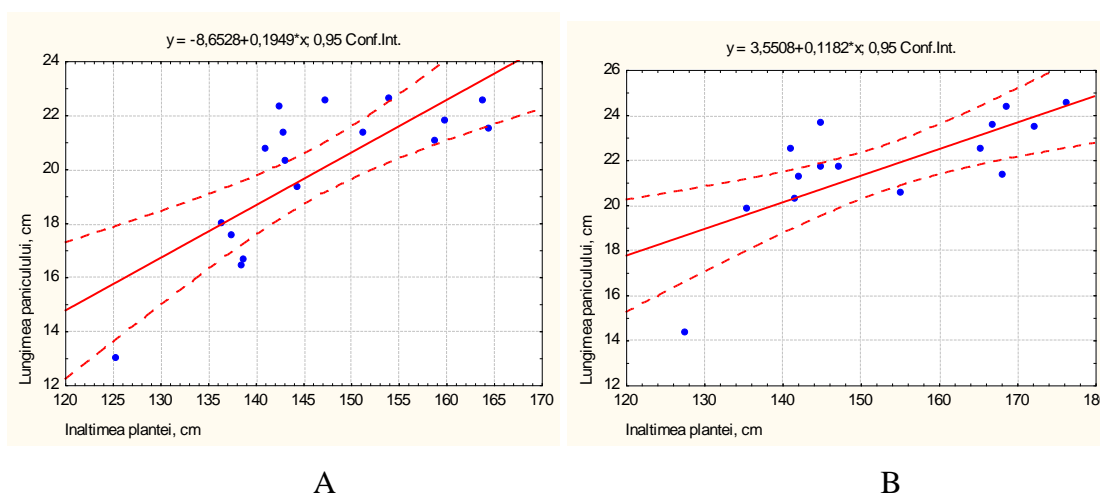 y = -8,6528+0,1949*x; 0,95 Conf.Int.
24
22
20
18
16
14
12
Lungimea paniculului, cm
120 125 130 135 140 145 150 155 160 165 170
Inaltimea plantei, cm
A
y = 3,5508+0,1182*x; 0,95 Conf.Int.
26
24
22
20
18
16
14
12
Lungimea paniculului, cm
120 130 140 150 160 170 180
Inaltimea plantei, cm
B